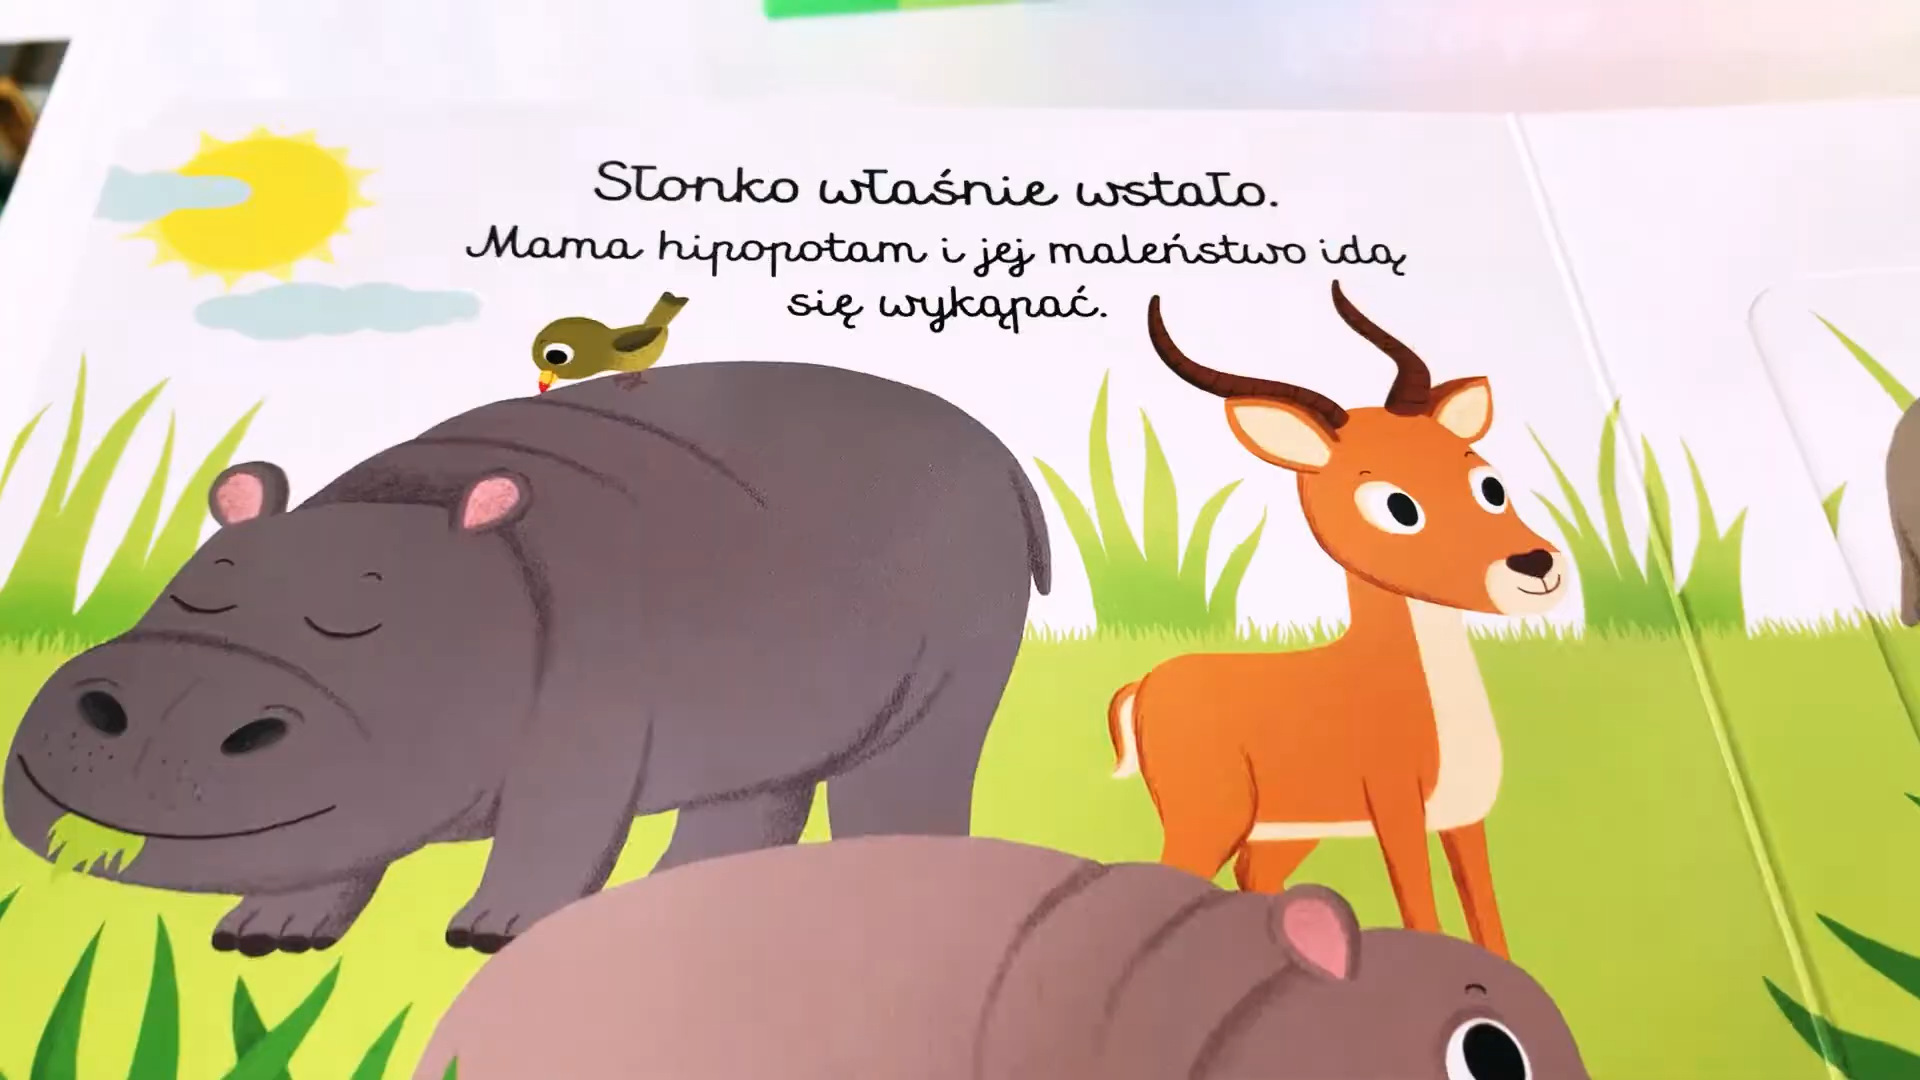 Słonko właśnie wstało.
Mama hipopotam i jej maleństwo idą
się wykąpać.